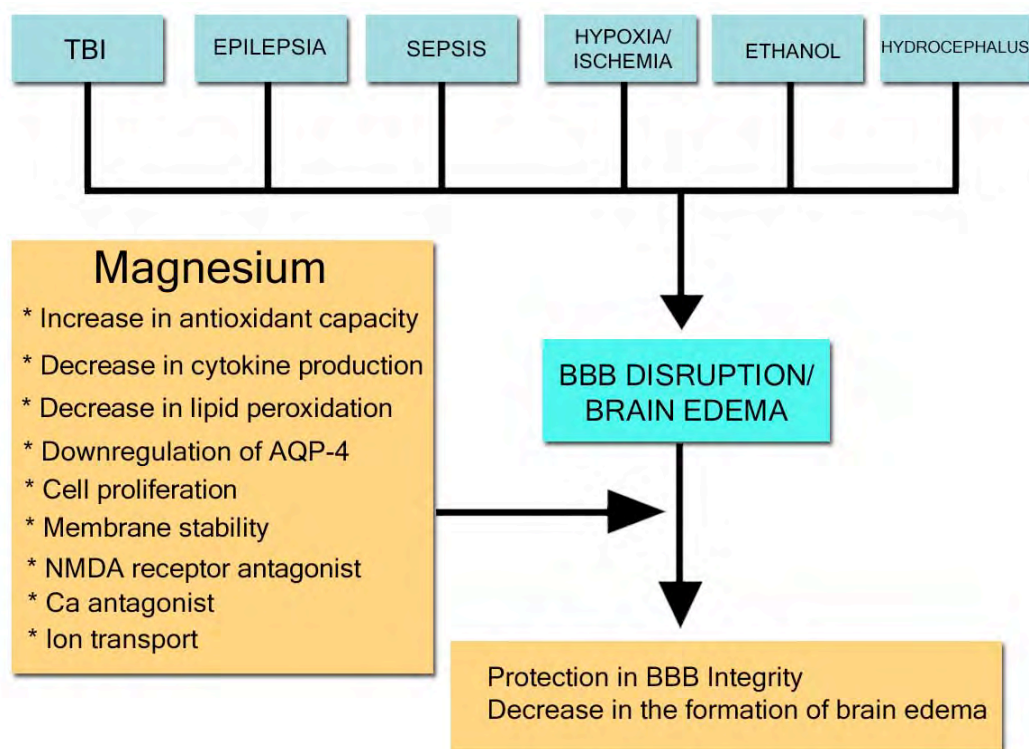 TBI
EPILEPSIA
SEPSIS
HYPOXIA/
ISCHEMIA
ETHANOL
HYDROCEPHALUS
Magnesium
* Increase in antioxidant capacity
* Decrease in cytokine production
* Decrease in lipid peroxidation
* Downregulation of AQP-4
* Cell proliferation
* Membrane stability
* NMDA receptor antagonist
* Ca antagonist
* Ion transport
BBB DISRUPTION/
BRAIN EDEMA
Protection in BBB Integrity
Decrease in the formation of brain edema